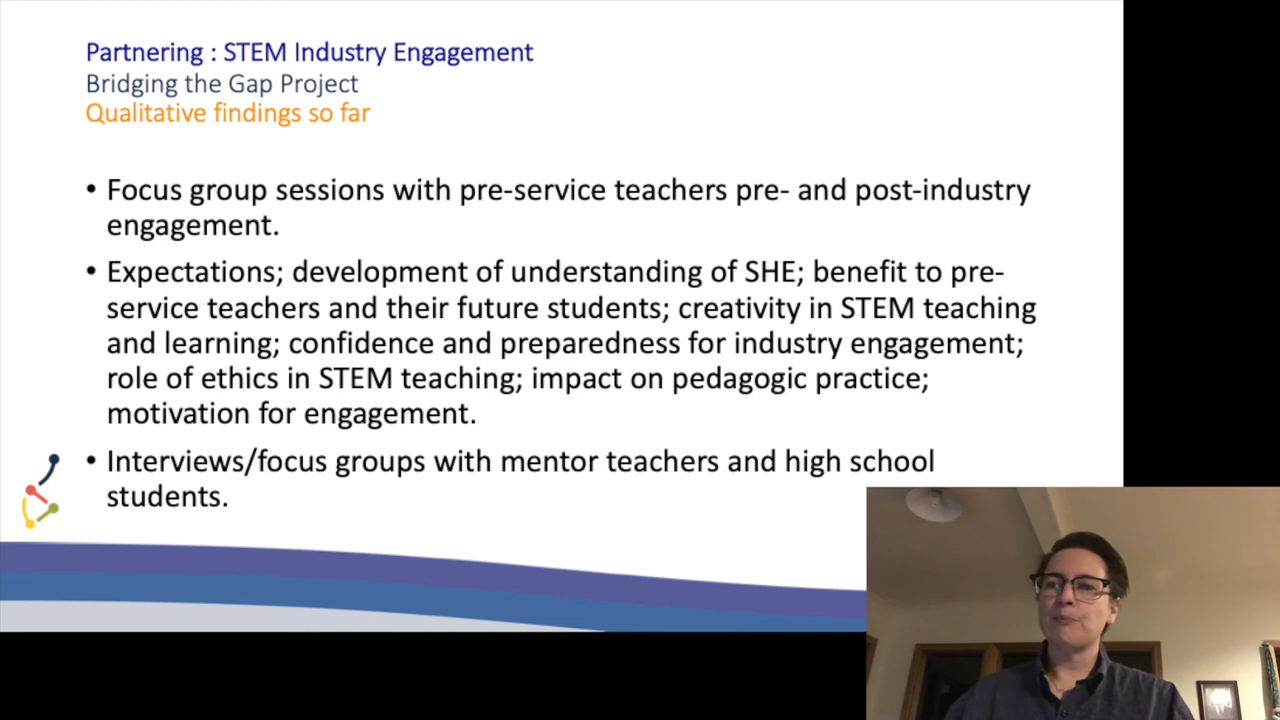 Partnering : STEM Industry Engagement
Bridging the Gap Project
Qualitative findings so far
• Focus group sessions with pre-service teachers pre- and post-industry
engagement.
• Expectations; development of understanding of SHE; benefit to pre-
service teachers and their future students; creativity in STEM teaching
and learning; confidence and preparedness for industry engagement;
role of ethics in STEM teaching; impact on pedagogic practice;
motivation for engagement.
• Interviews/focus groups with mentor teachers and high school
students.